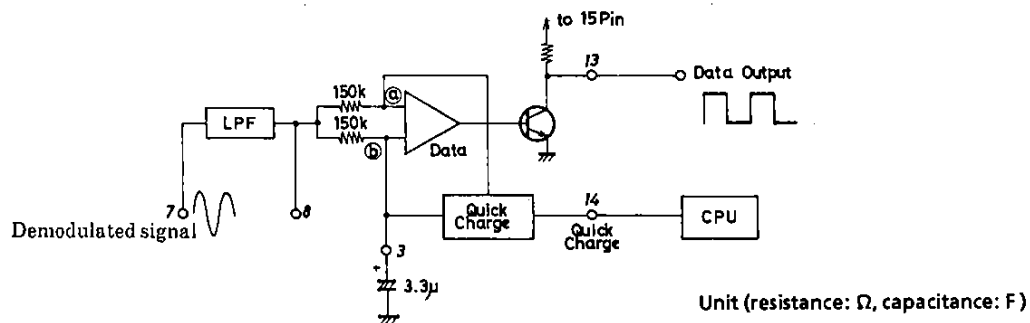 to 15Pin
13
Data Output
150k
ⓐ
LPF
150k
ⓑ
Data
7
8
Demodulated signal
Quick
Charge
14
Quick
Charge
CPU
3
+
3.3μ
Unit (resistance: Ω, capacitance: F)